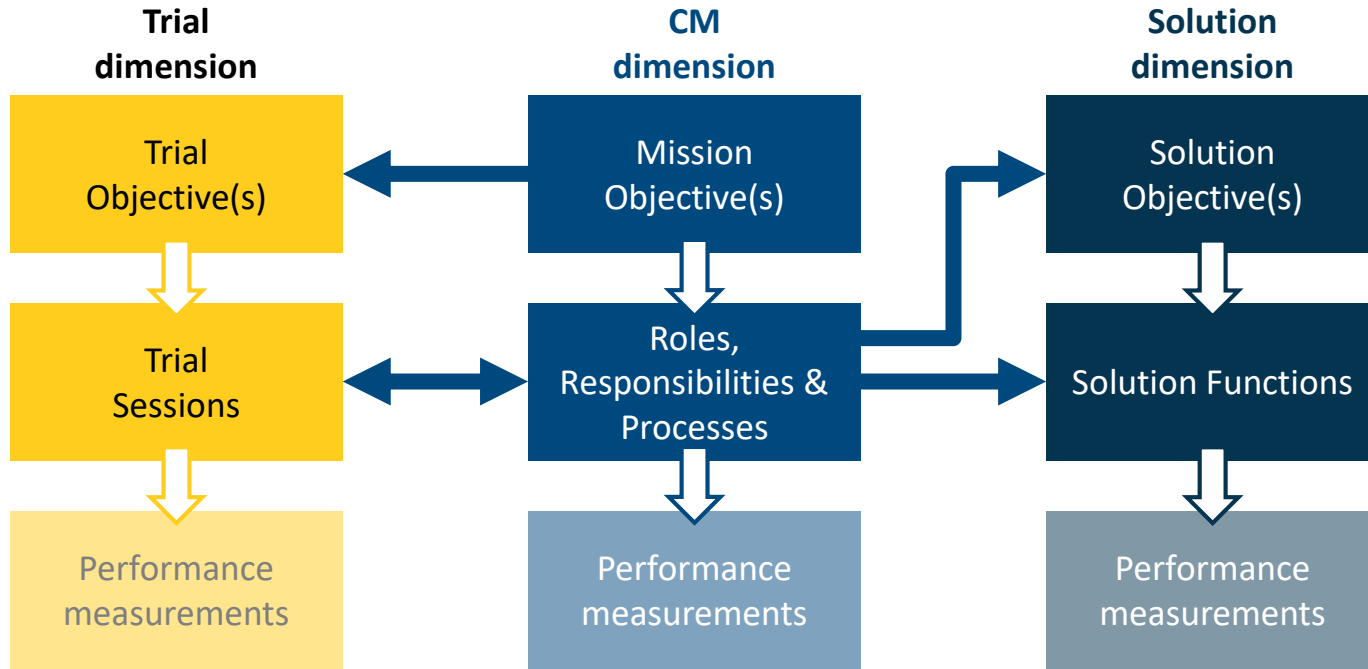 Trial
dimension
CM
dimension
Solution
dimension
Trial
Objective(s)
Mission
Objective(s)
Solution
Objective(s)
Trial
Sessions
Roles,
Responsibilities &
Processes
Solution Functions
Performance
measurements
Performance
measurements
Performance
measurements